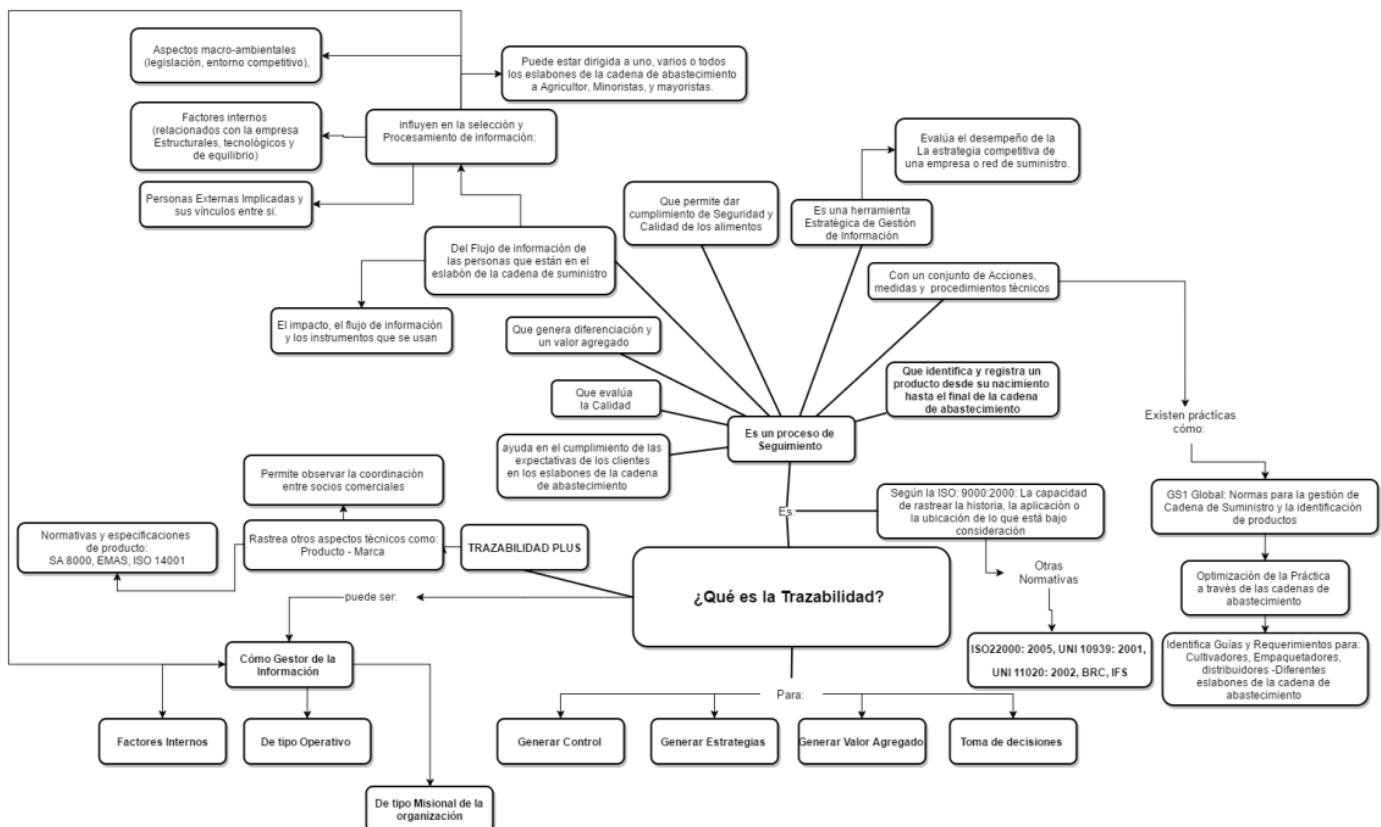 Aspectos macro-ambientales
(legislación, entorno competitivo),
Puede estar dirigida a uno, varios o todos
los eslabones de la cadena de abastecimiento
a Agricultor, Minoristas, y mayoristas.
Factores internos
(relacionados con la empresa
Estructurales, tecnológicos y
de equilibrio)
influyen en la selección y
Procesamiento de información:
Evalúa el desempeño de la
La estrategia competitiva de
una empresa o red de suministro.
Personas Externas Implicadas y
sus vínculos entre si.
Que permite dar
cumplimiento de Seguridad y
Calidad de los alimentos
Es una herramienta
Estratègica de Gestiòn
de Información
Del Flujo de información de
las personas que están en el
eslabón de la cadena de suministro
Con un conjunto de Acciones,
medidas y procedimientos tècnicos
El impacto, el flujo de información
y los instrumentos que se usan
Que genera diferenciación y
un valor agregado
Que identifica y registra un
producto desde su nacimiento
hasta el final de la cadena
de abastecimiento
Que evalúa
la Calidad
Es un proceso de
Seguimiento
Existen prácticas
cómo:
ayuda en el cumplimiento de las
expectativas de los clientes
en los eslabones de la cadena
de abastecimiento
Permite observar la coordinación
entre socios comerciales
GS1 Global: Normas para la gestión de
Cadena de Suministro y la identificación
de productos
Es:
Según la ISO: 9000:2000: La capacidad
de rastrear la historia, la aplicación o
la ubicación de lo que está bajo
consideración
Normativas y especificaciones
de producto:
SA 8000, EMAS, ISO 14001
Rastrea otros aspectos tècnicos como:
Producto - Marca
TRAZABILIDAD PLUS
Otras
Normativas
Optimización de la Práctica
a través de las cadenas de
abastecimiento
¿Qué es la Trazabilidad?
puede ser:
ISO22000: 2005, UNI 10939: 2001,
UNI 11020: 2002, BRC, IFS
Identifica Guías y Requerimientos para:
Cultivadores, Empaquetadores,
distribuidores -Diferentes
eslabones de la cadena de
abastecimiento
Cómo Gestor de la
Información
Para:
Factores Internos
De tipo Operativo
Generar Control
Generar Estrategias
Generar Valor Agregado
Toma de decisiones
De tipo Misional de la
organización